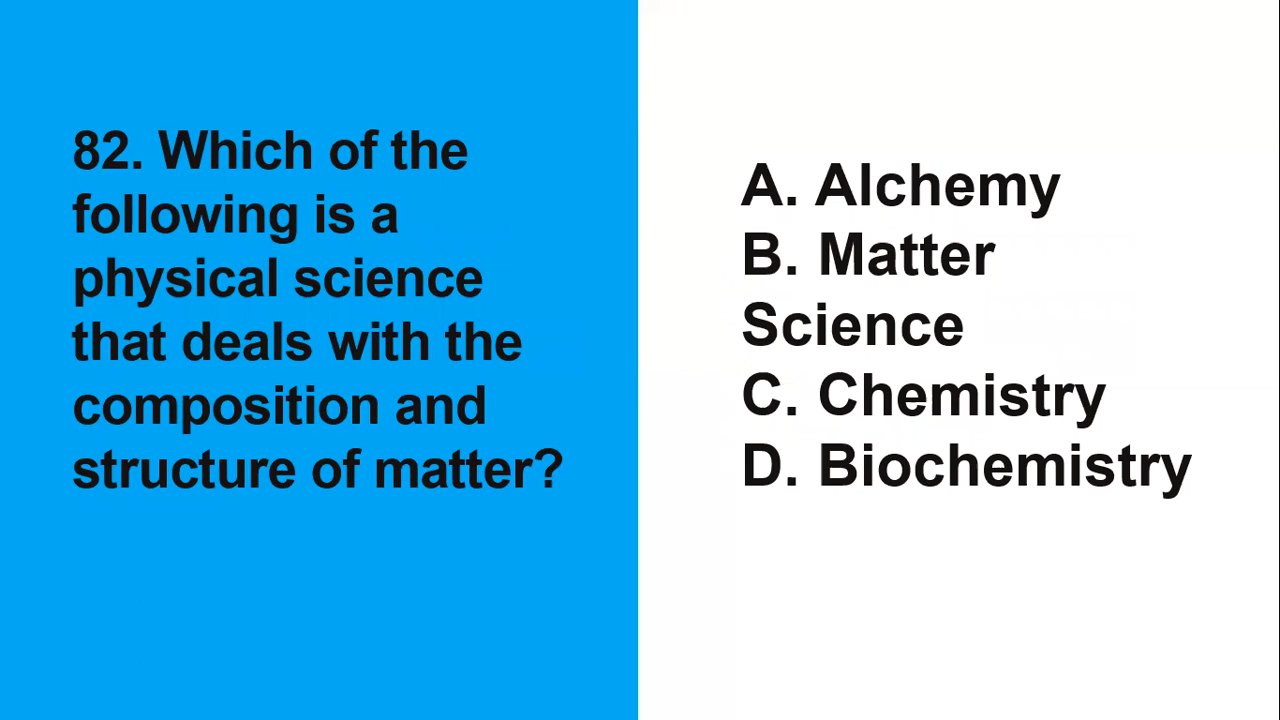 82. Which of the
following is a
physical science
that deals with the
composition and
structure of matter?
A. Alchemy
B. Matter
Science
C. Chemistry
D. Biochemistry